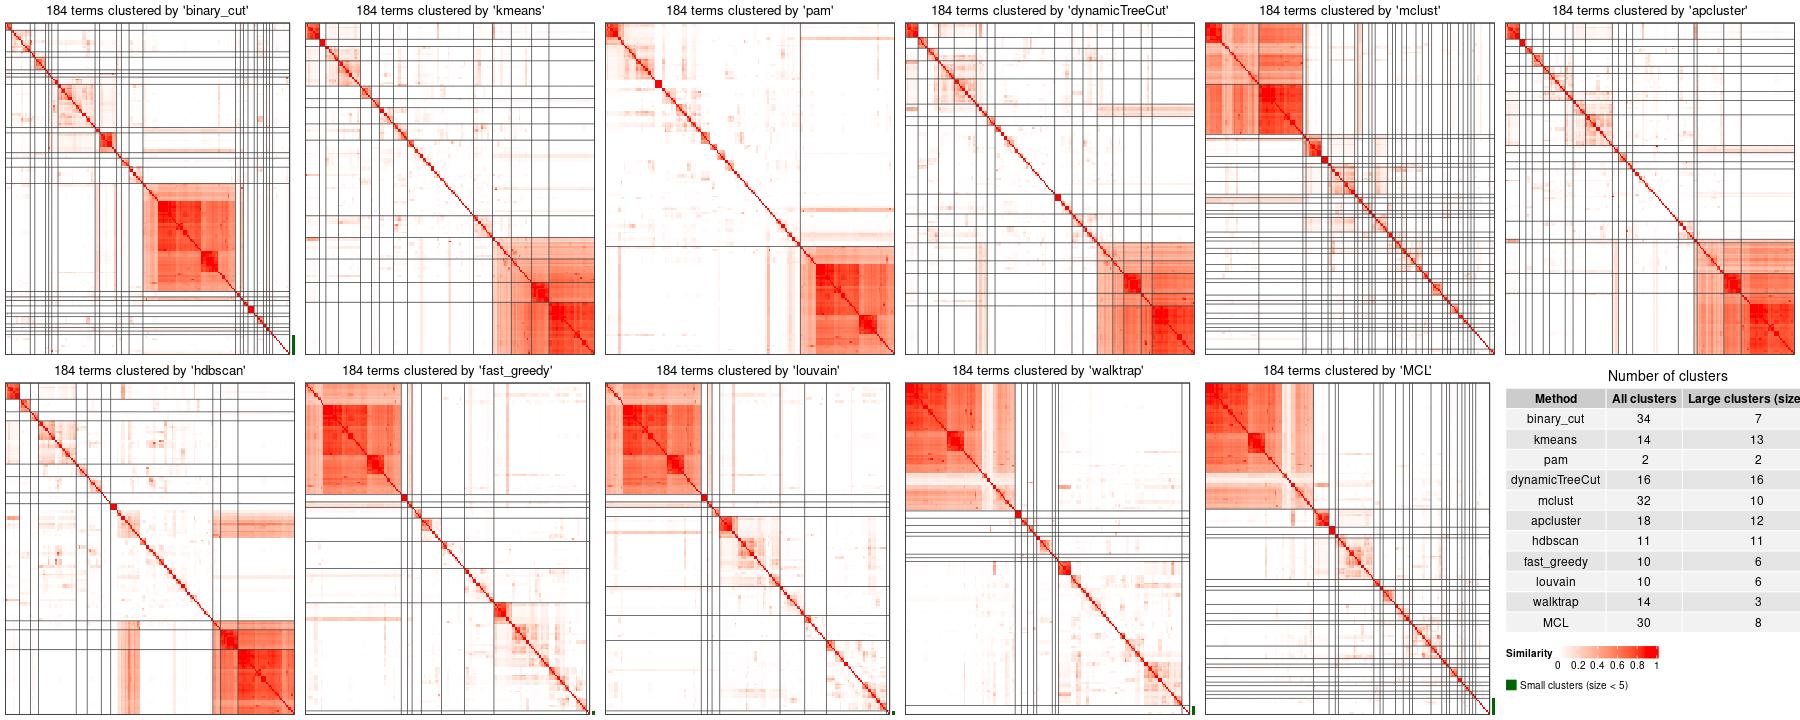 184 terms clustered by 'binary_cut'
184 terms clustered by 'kmeans'
184 terms clustered by 'pam'
184 terms clustered by 'dynamicTreeCut'
184 terms clustered by 'mclust'
184 terms clustered by 'apcluster'
184 terms clustered by 'hdbscan'
184 terms clustered by 'fast_greedy'
184 terms clustered by 'louvain'
184 terms clustered by 'walktrap'
184 terms clustered by 'MCL'
Number of clusters
Method All clusters Large clusters (size
binary_cut 34 7
kmeans 14 13
pam 2 2
dynamicTreeCut 16 16
mclust 32 10
apcluster 18 12
hdbscan 11 11
fast_greedy 10 6
louvain 10 6
walktrap 14 3
MCL 30 8
Similarity
0 0.2 0.4 0.6 0.8 1
Small clusters (size < 5)